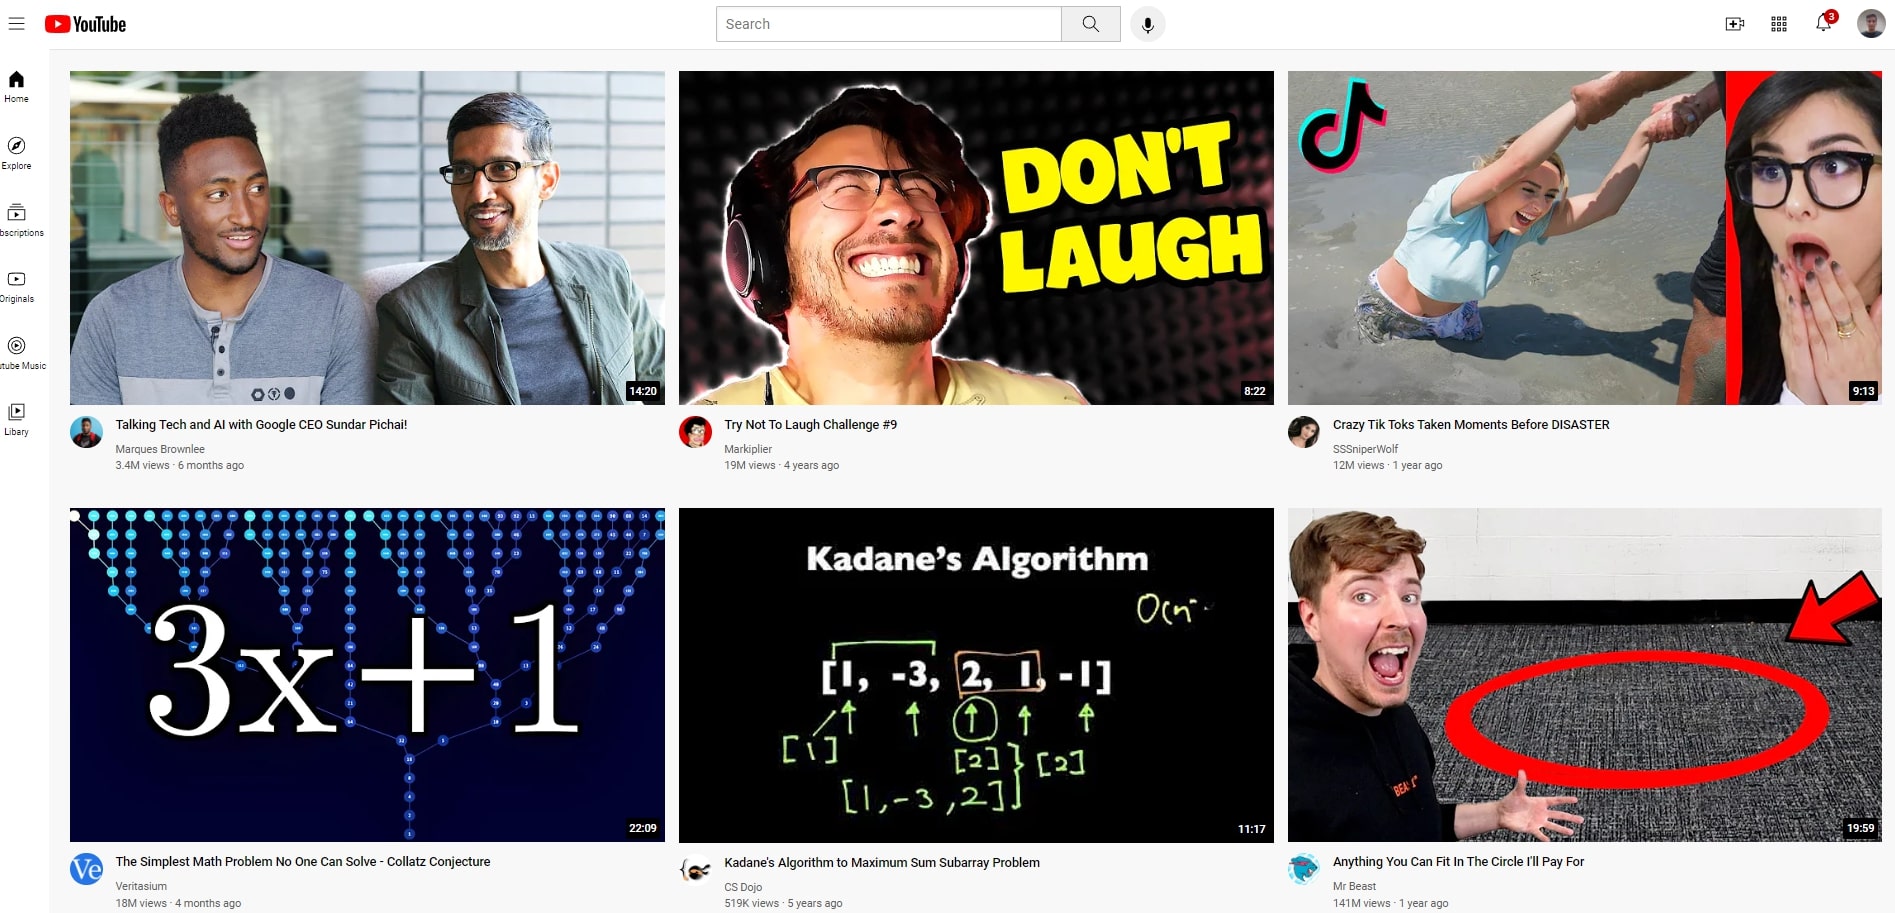 YouTube
Search
3
Home
Explore
bscriptions
Originals
utube Music
Libary
DON'T
LAUGH
14:20
8:22
9:13
Talking Tech and AI with Google CEO Sundar Pichai!
Marques Brownlee
3.4M views · 6 months ago
Try Not To Laugh Challenge #9
Markiplier
19M views · 4 years ago
Crazy Tik Toks Taken Moments Before DISASTER
SSSniperWolf
12M views · 1 year ago
3x+1
22:09
Kadane's Algorithm
O(n
[1, -3, 2, 1, -1]
[1]
[2]
[2]
[1, -3, 2]
11:17
BEAST
19:59
Ve
The Simplest Math Problem No One Can Solve - Collatz Conjecture
Veritasium
18M views · 4 months ago
Kadane's Algorithm to Maximum Sum Subarray Problem
CS Dojo
519K views · 5 years ago
Anything You Can Fit In The Circle I'll Pay For
Mr Beast
141M views · 1 year ago